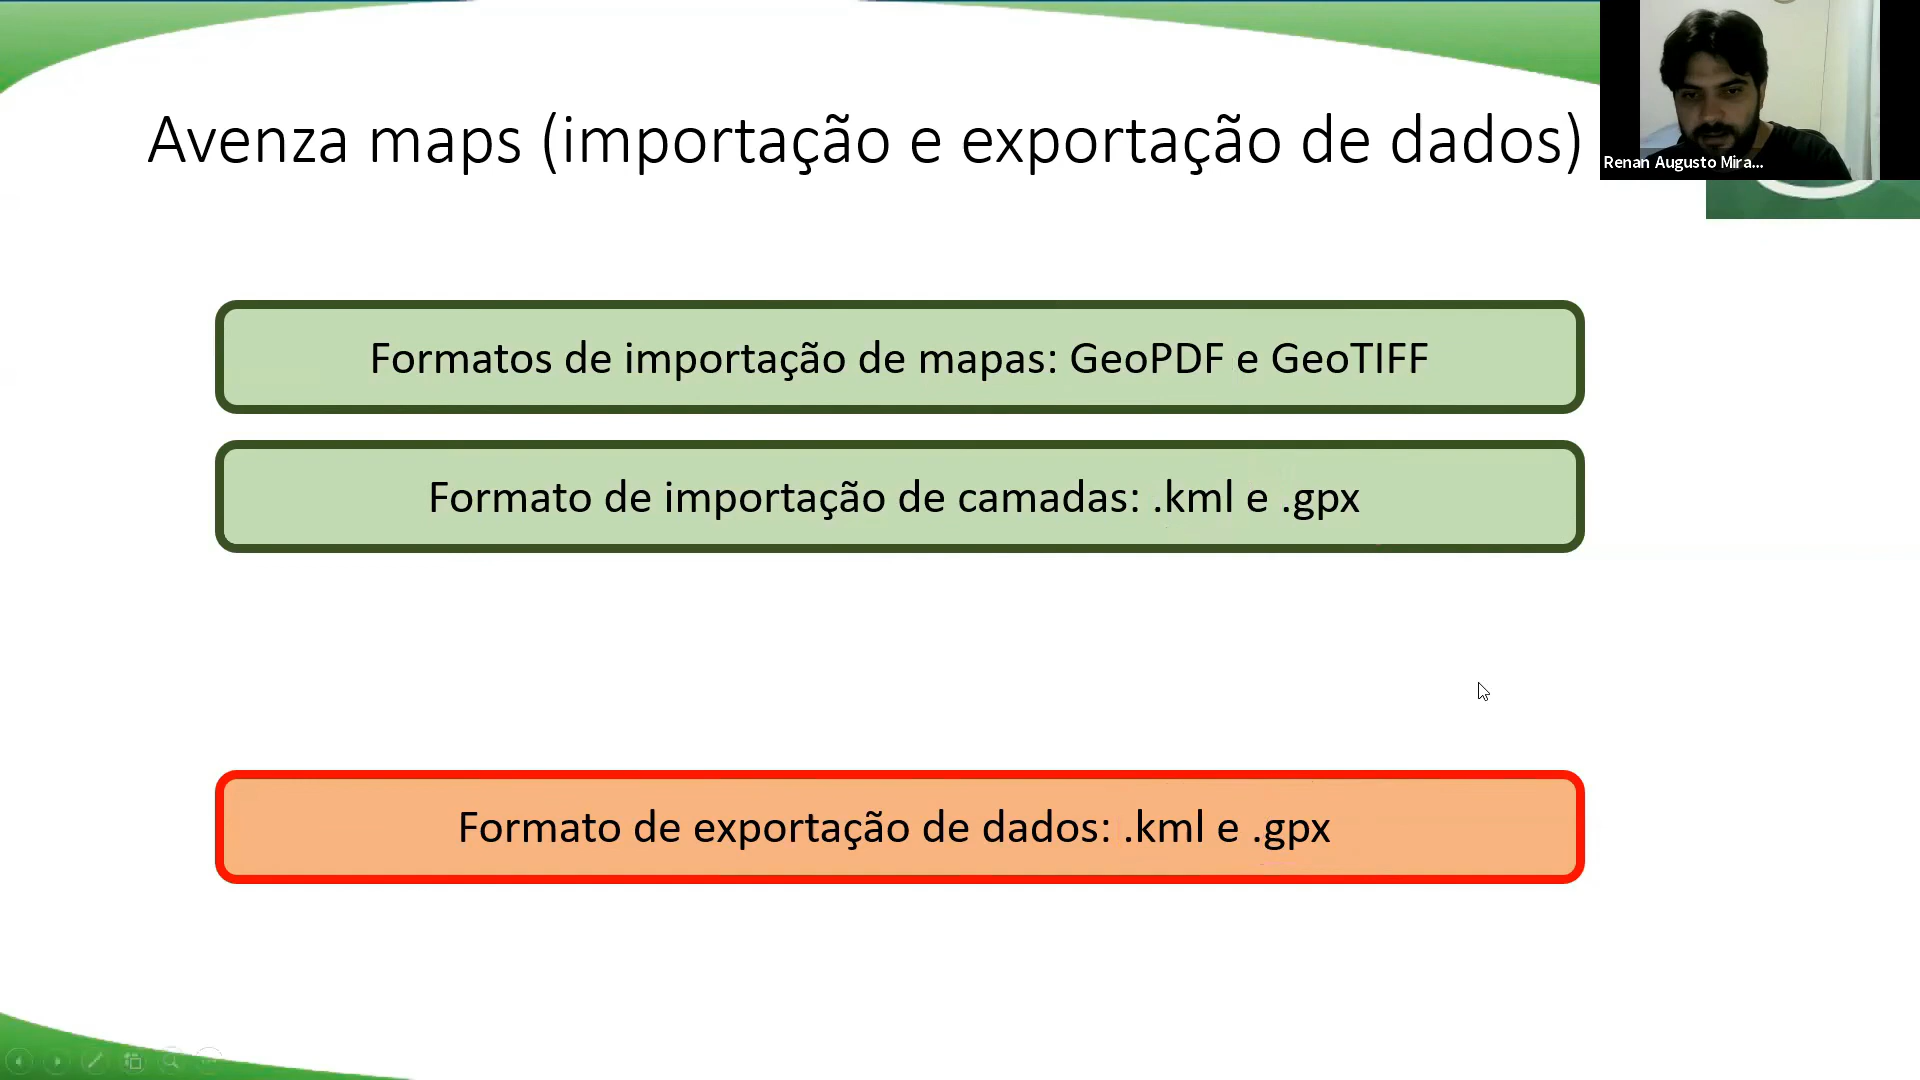 Avenza maps (importação e exportação de dados)
Renan Augusto Mira...
Formatos de importação de mapas: GeoPDF e GeoTIFF
Formato de importação de camadas: .kml e .gpx
Formato de exportação de dados: .kml e .gpx